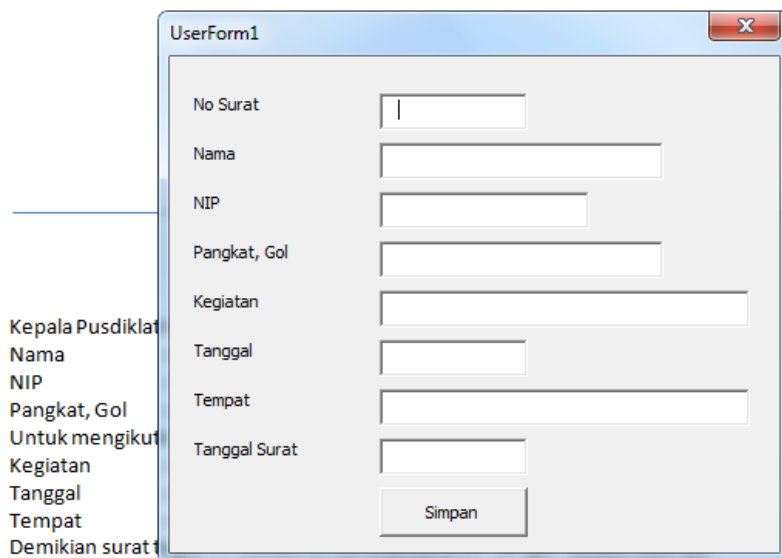 UserForm1
No Surat
Nama
NIP
Pangkat, Gol
Kegiatan
Tanggal
Tempat
Tanggal Surat
Simpan
Kepala Pusdiklat
Nama
NIP
Pangkat, Gol
Untuk mengikut
Kegiatan
Tanggal
Tempat
Demikian surat t